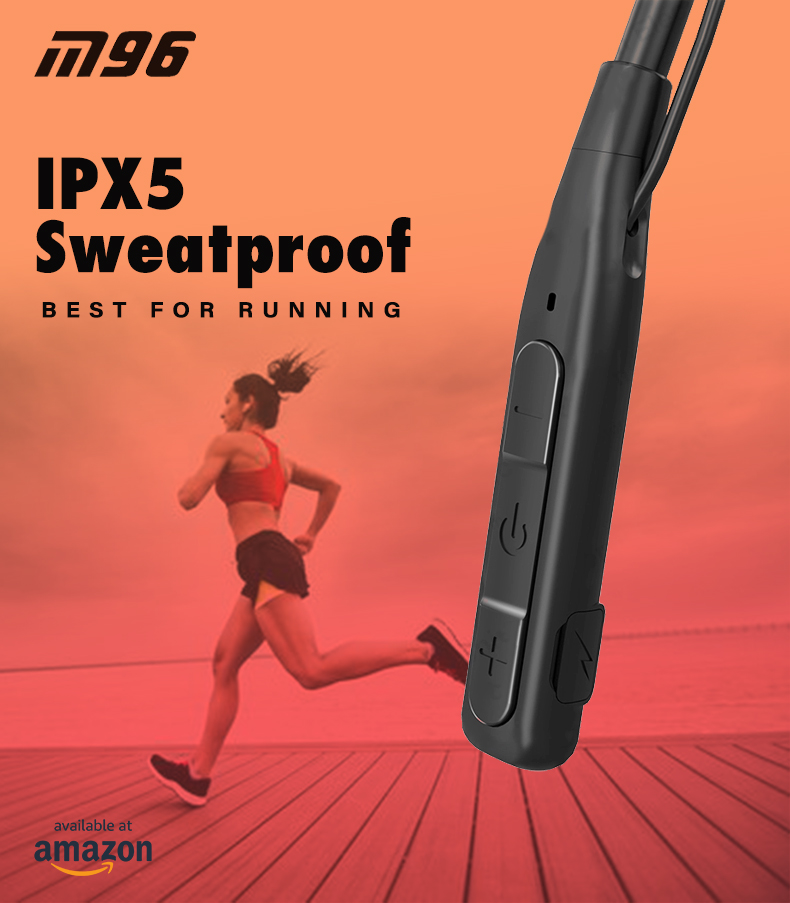 M96
IPX5
Sweatproof
BEST FOR RUNNING
available at
amazon